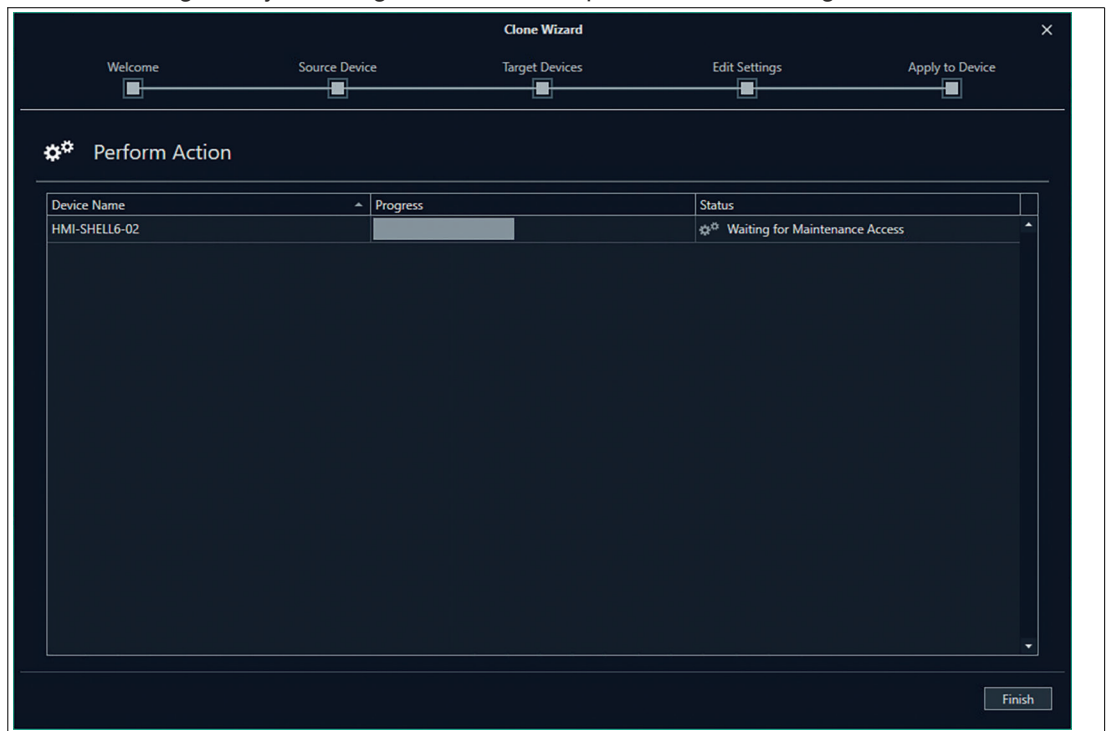 Clone Wizard
Welcome Source Device Target Devices Edit Settings Apply to Device
Perform Action
Device Name Progress Status
HMI-SHELL6-02 Waiting for Maintenance Access
Finish